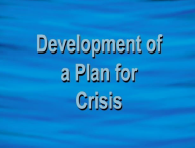 Development of
a Plan for
Crisis